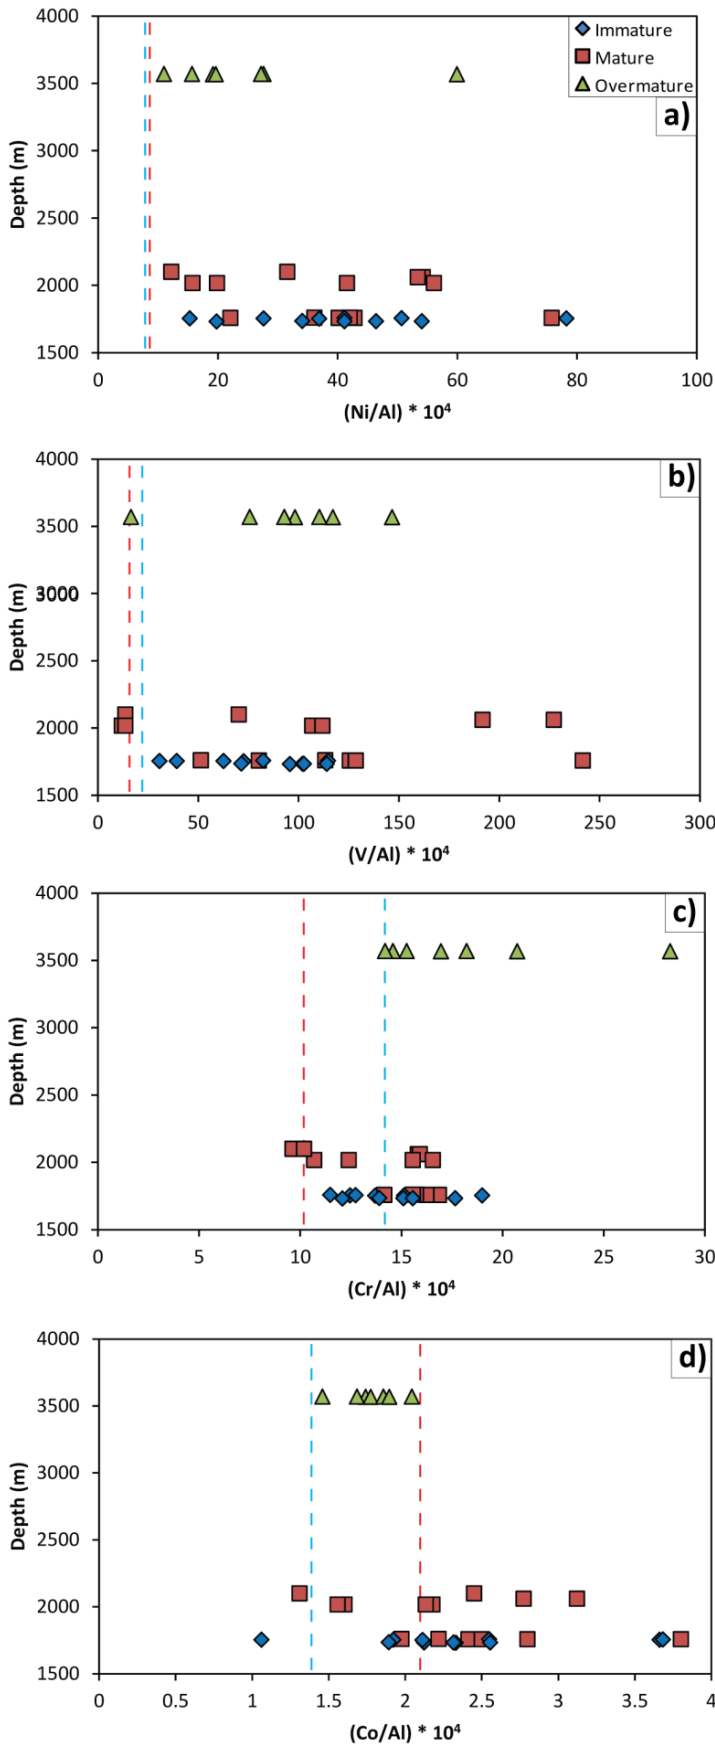 4000
3500
3000
2500
2000
1500
Depth (m)
0 20 40 60 80 100
(Ni/Al) * 10⁴
Immature
Mature
Overmature
a)
4000
3500
3000
3000
2500
2000
1500
Depth (m)
0 50 100 150 200 250 300
(V/Al) * 10⁴
b)
4000
3500
3000
2500
2000
1500
Depth (m)
0 5 10 15 20 25 30
(Cr/Al) * 10⁴
c)
4000
3500
3000
2500
2000
1500
Depth (m)
0 0.5 1 1.5 2 2.5 3 3.5 4
(Co/Al) * 10⁴
d)